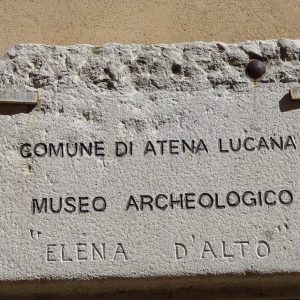 COMUNE DI ATENA LUCANA
MUSEO ARCHEOLOGICO
"ELENA D'ALTO"